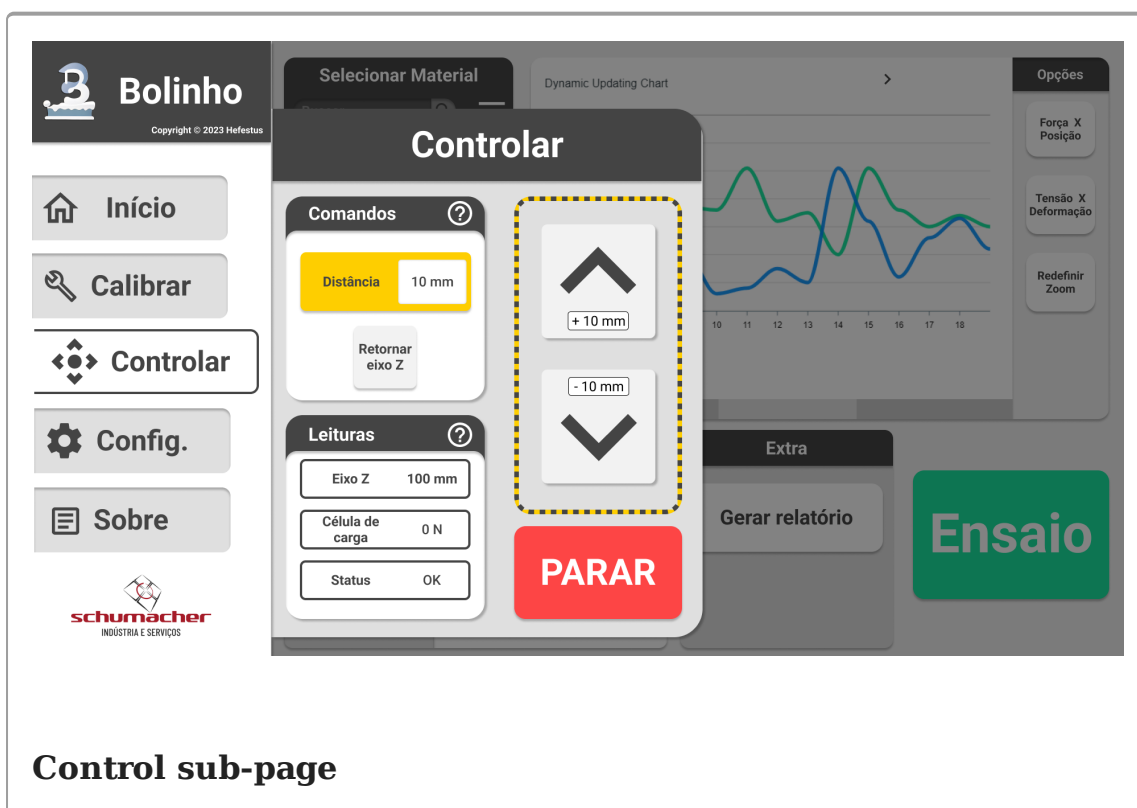 Bolinho
Copyright © 2023 Hefestus
Início
Calibrar
Controlar
Config.
Sobre
schumacher
INDÚSTRIA E SERVIÇOS
Selecionar Material
Controlar
Comandos
Distância 10 mm
Retornar
eixo Z
Leituras
Eixo Z 100 mm
Célula de
carga 0 N
Status OK
+ 10 mm
- 10 mm
PARAR
Dynamic Updating Chart
10 11 12 13 14 15 16 17 18
Opções
Força X
Posição
Tensão X
Deformação
Redefinir
Zoom
Extra
Gerar relatório
Ensaio
Control sub-page